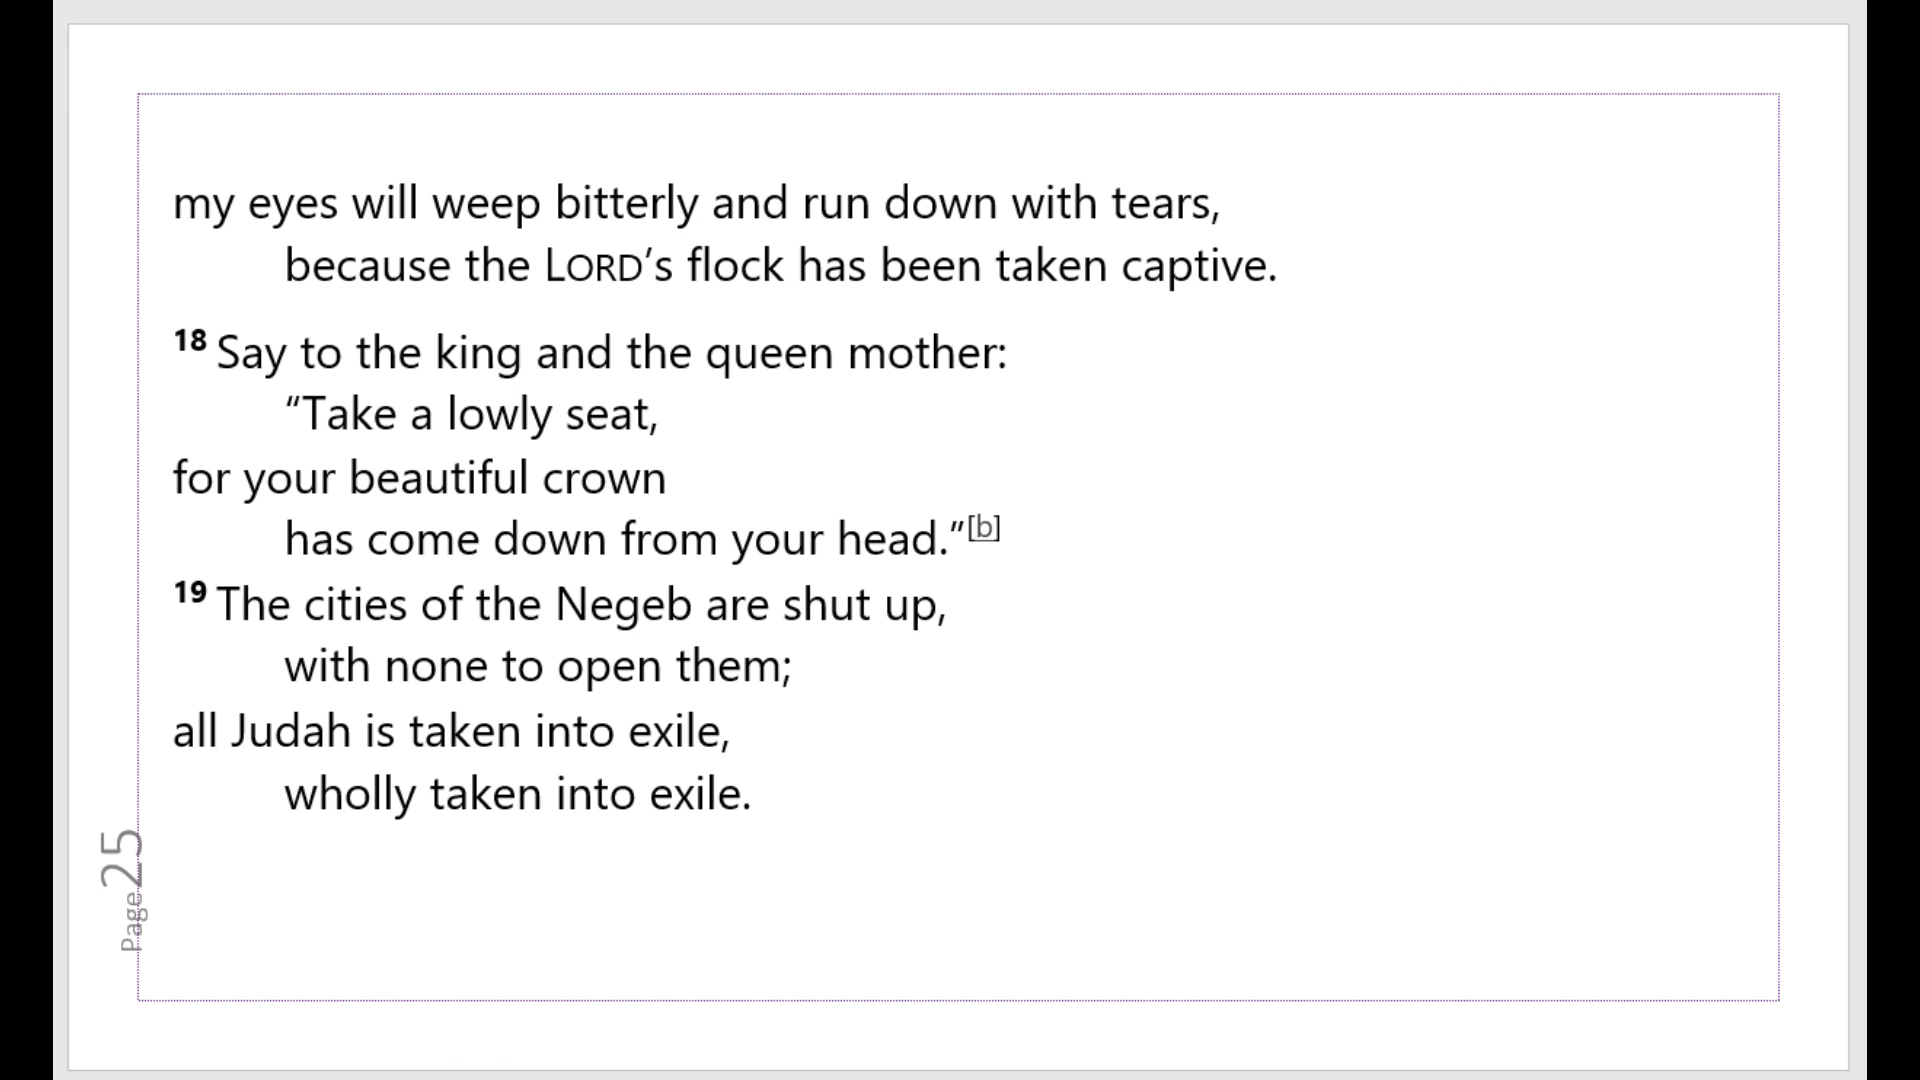 my eyes will weep bitterly and run down with tears,
because the LORD’s flock has been taken captive.
18 Say to the king and the queen mother:
“Take a lowly seat,
for your beautiful crown
has come down from your head.”[b]
19 The cities of the Negeb are shut up,
with none to open them;
all Judah is taken into exile,
wholly taken into exile.
Page 25